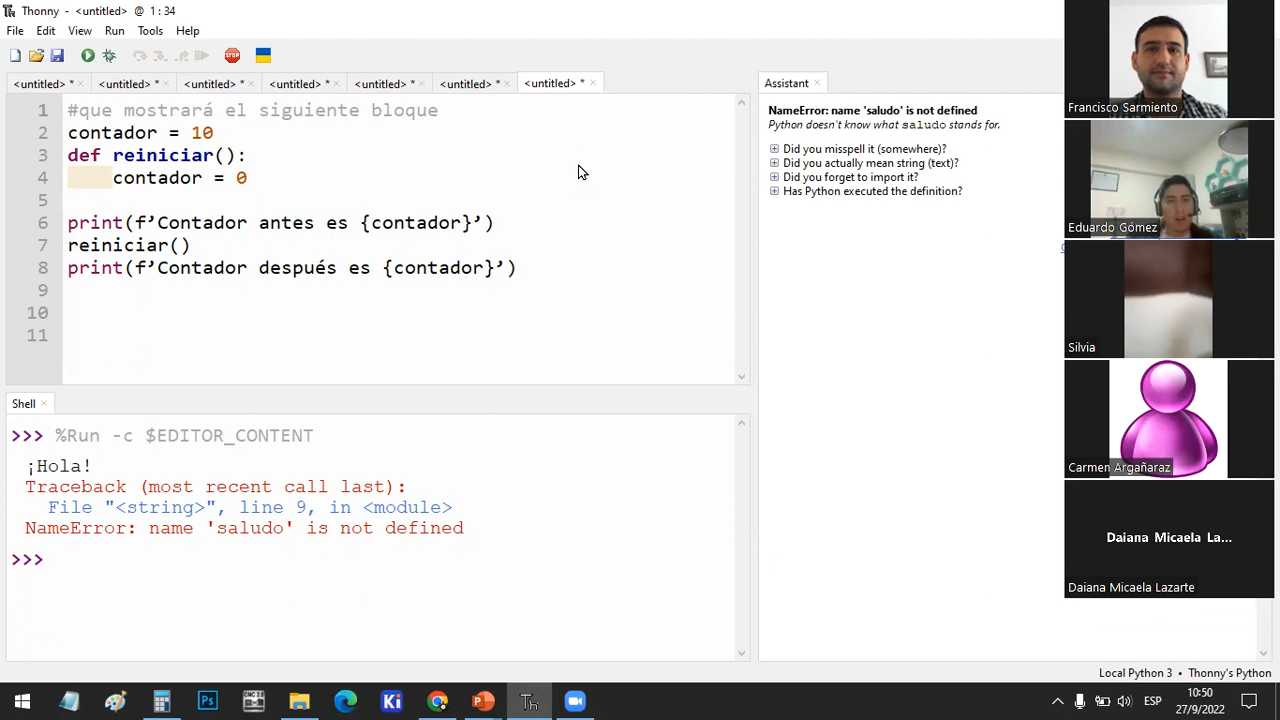 Thonny - <untitled> @ 1:34
File Edit View Run Tools Help
STOP
<untitled> * <untitled> * <untitled> * <untitled> * <untitled> * <untitled> * <untitled> *
1 #que mostrará el siguiente bloque
2 contador = 10
3 def reiniciar():
4 contador = 0
5
6 print(f’Contador antes es {contador}’)
7 reiniciar()
8 print(f’Contador después es {contador}’)
9
10
11
Shell
>>> %Run -c $EDITOR_CONTENT
¡Hola!
Traceback (most recent call last):
File "<string>", line 9, in <module>
NameError: name 'saludo' is not defined
>>>
Assistant
NameError: name 'saludo' is not defined
Python doesn't know what saludo stands for.
Did you misspell it (somewhere)?
Did you actually mean string (text)?
Did you forget to import it?
Has Python executed the definition?
Francisco Sarmiento
Eduardo Gómez
Silvia
Carmen Argañaraz
Daiana Micaela La...
Daiana Micaela Lazarte
Local Python 3 • Thonny's Python
Ps
Ki
Th
ESP
10:50
27/9/2022